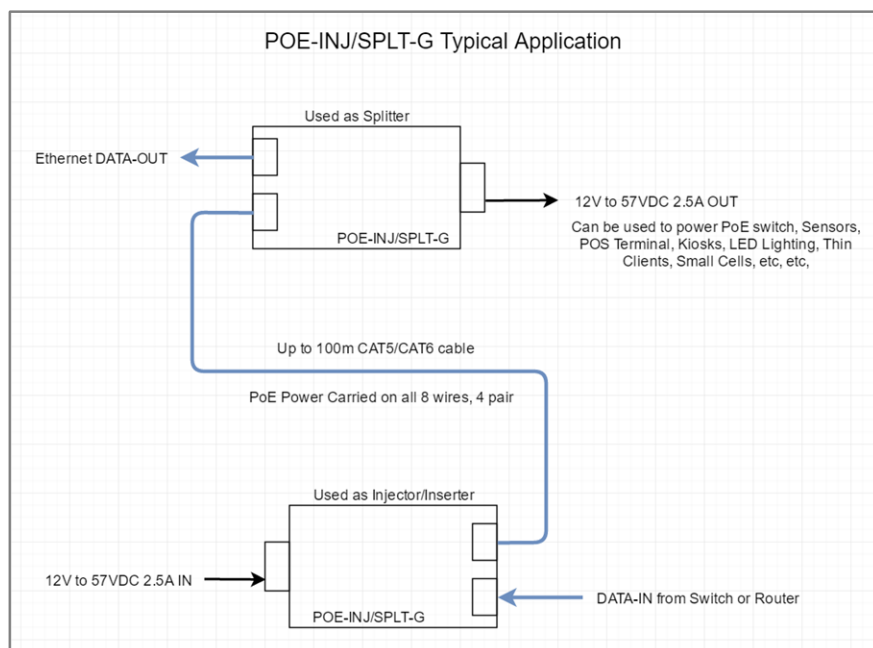 POE-INJ/SPLT-G Typical Application
Used as Splitter
Ethernet DATA-OUT
12V to 57VDC 2.5A OUT
Can be used to power PoE switch, Sensors,
POS Terminal, Kiosks, LED Lighting, Thin
Clients, Small Cells, etc, etc,
POE-INJ/SPLT-G
Up to 100m CAT5/CAT6 cable
PoE Power Carried on all 8 wires, 4 pair
Used as Injector/Inserter
12V to 57VDC 2.5A IN
DATA-IN from Switch or Router
POE-INJ/SPLT-G